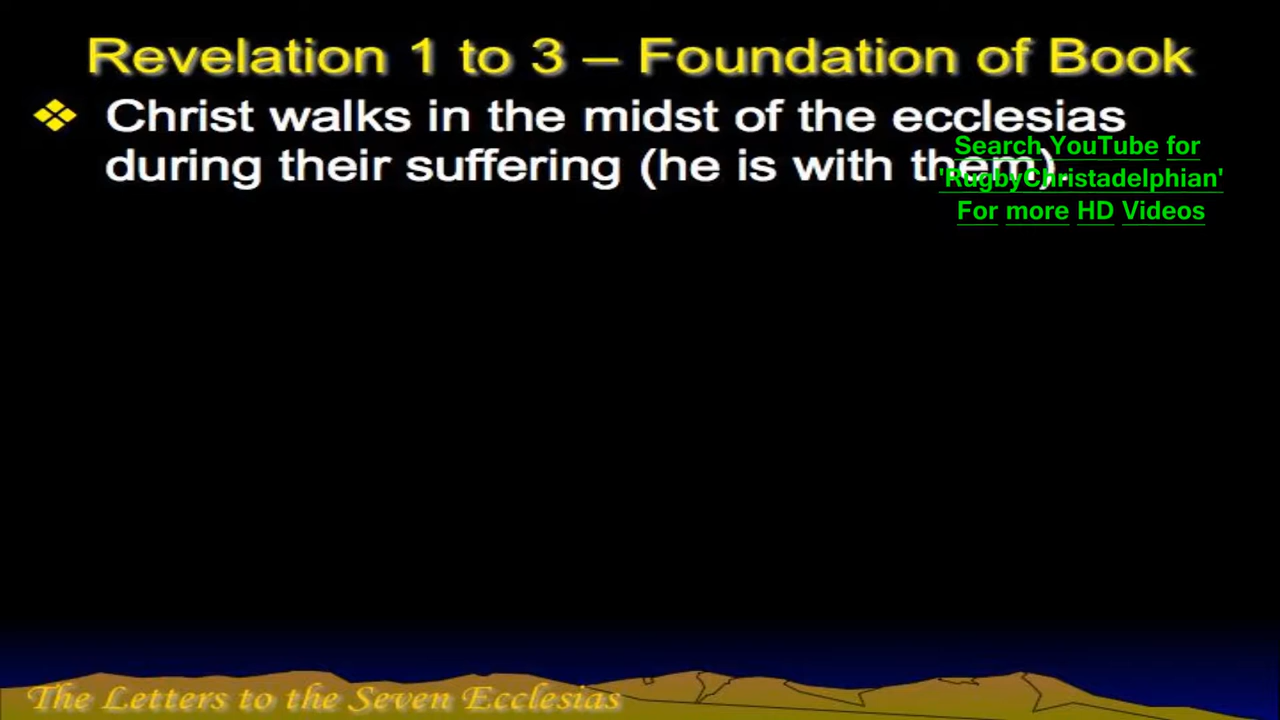 Revelation 1 to 3 – Foundation of Book
Christ walks in the midst of the ecclesias
during their suffering (he is with them).
Search YouTube for
'RugbyChristadelphian'
For more HD Videos
The Letters to the Seven Ecclesias